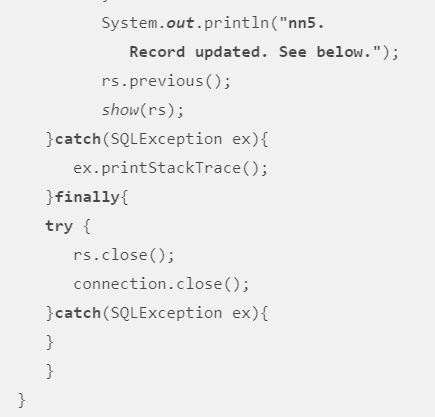 System.out.println("nn5.
Record updated. See below.");
rs.previous();
show(rs);
}catch(SQLException ex){
ex.printStackTrace();
}finally{
try {
rs.close();
connection.close();
}catch(SQLException ex){
}
}
}